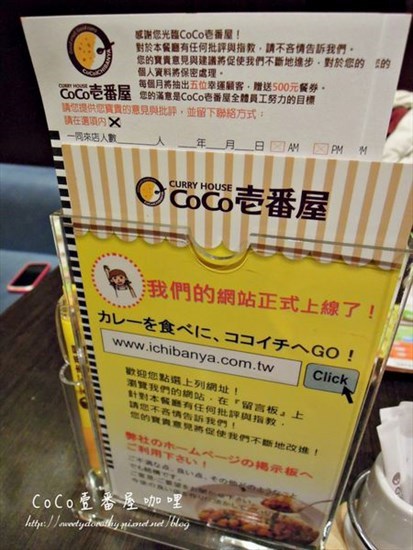 感謝您光臨CoCo壱番屋！
對於本餐廳有任何批評與指教，請不吝情告訴我們。
您的寶貴意見與建議將促使我們不斷地進步，對於您的
個人資料將保密處理。
每個月將抽出五位幸運顧客，贈送500元餐券。
您的滿意是CoCo壱番屋全體員工努力的目標
CURRY HOUSE
CoCo壱番屋
請您提供您寶貴的意見與批評，並留下聯絡方式：
請在選項內
一同來店人數 人 年 月 日 AM PM
CURRY HOUSE
CoCo壱番屋
我們的網站正式上線了！
カレーを食べに、ココイチへGO！
www.ichibanya.com.tw
Click
歡迎您點選上列網址！
瀏覽我們的網站，在『留言板』上
針對本餐廳有任何批評與指教，
請您不吝情告訴我們！
您的寶貴意見將促使我們不斷地改進！
弊社のホームページの掲示板へ
ご利用下さい！
CoCo壹番屋咖哩
http://sweetydorothy.pixnet.net/blog